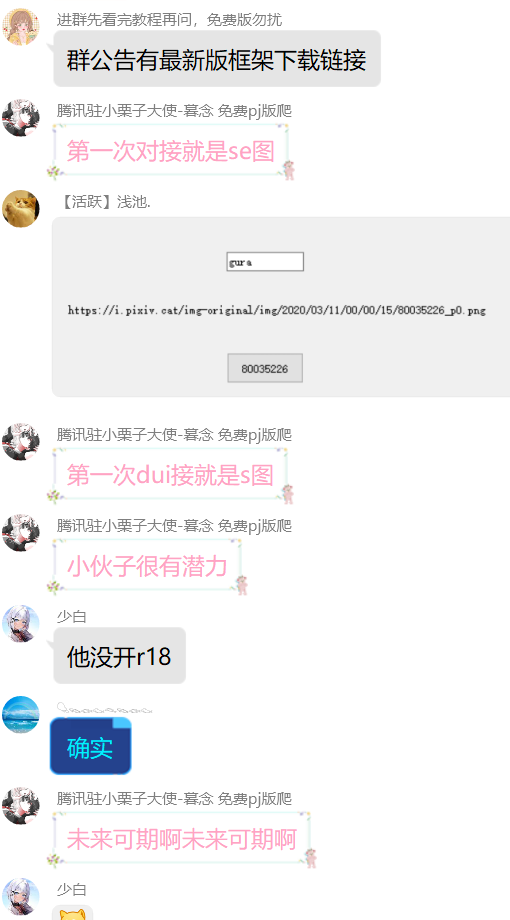 进群先看完教程再问，免费版勿扰
群公告有最新版框架下载链接
腾讯驻小栗子大使-暮念 免费pj版爬
第一次对接就是se图
【活跃】浅池.
gura
https://i.pixiv.cat/img-original/img/2020/03/11/00/00/15/80035226_p0.png
80035226
腾讯驻小栗子大使-暮念 免费pj版爬
第一次dui接就是s图
腾讯驻小栗子大使-暮念 免费pj版爬
小伙子很有潜力
少白
他没开r18
确实
腾讯驻小栗子大使-暮念 免费pj版爬
未来可期啊未来可期啊
少白